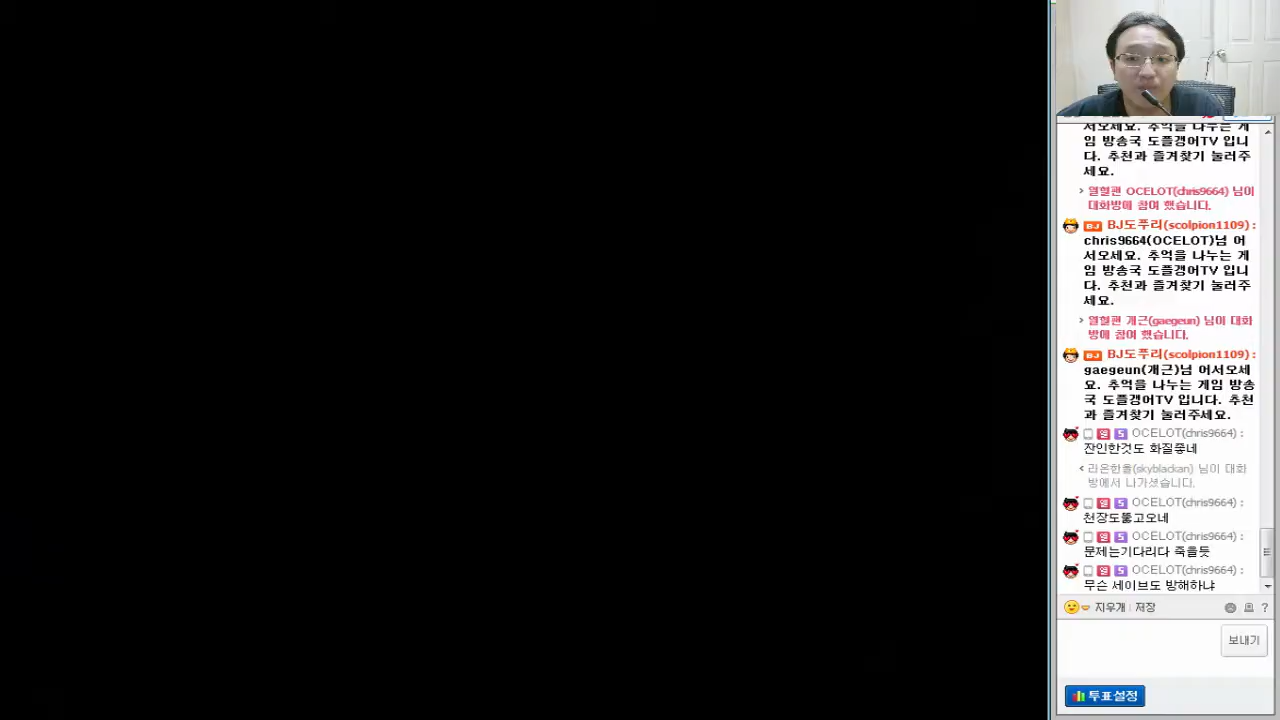 서오세요. 추억을 나누는 게
임 방송국 도플갱어TV 입니
다. 추천과 즐겨찾기 눌러주
세요.
열혈팬 OCELOT(chris9664) 님이
대화방에 참여 했습니다.
BJ 도푸리(scolpion1109) :
chris9664(OCELOT)님 어
서오세요. 추억을 나누는 게
임 방송국 도플갱어TV 입니
다. 추천과 즐겨찾기 눌러주
세요.
열혈팬 개근(gaegeun) 님이 대화
방에 참여 했습니다.
BJ BJ도푸리(scolpion1109) :
gaegeun(개근)님 어서오세
요. 추억을 나누는 게임 방송
국 도플갱어TV 입니다. 추천
과 즐겨찾기 눌러주세요.
열 S OCELOT(chris9664) :
잔인한것도 화질좋네
라온한울(skyblackan) 님이 대화
방에서 나가셨습니다.
열 S OCELOT(chris9664) :
천장도뚫고오네
열 S OCELOT(chris9664) :
문제는기다리다 죽을듯
열 S OCELOT(chris9664) :
무슨 세이브도 방해하냐
지우개 | 저장 ?
보내기
투표설정